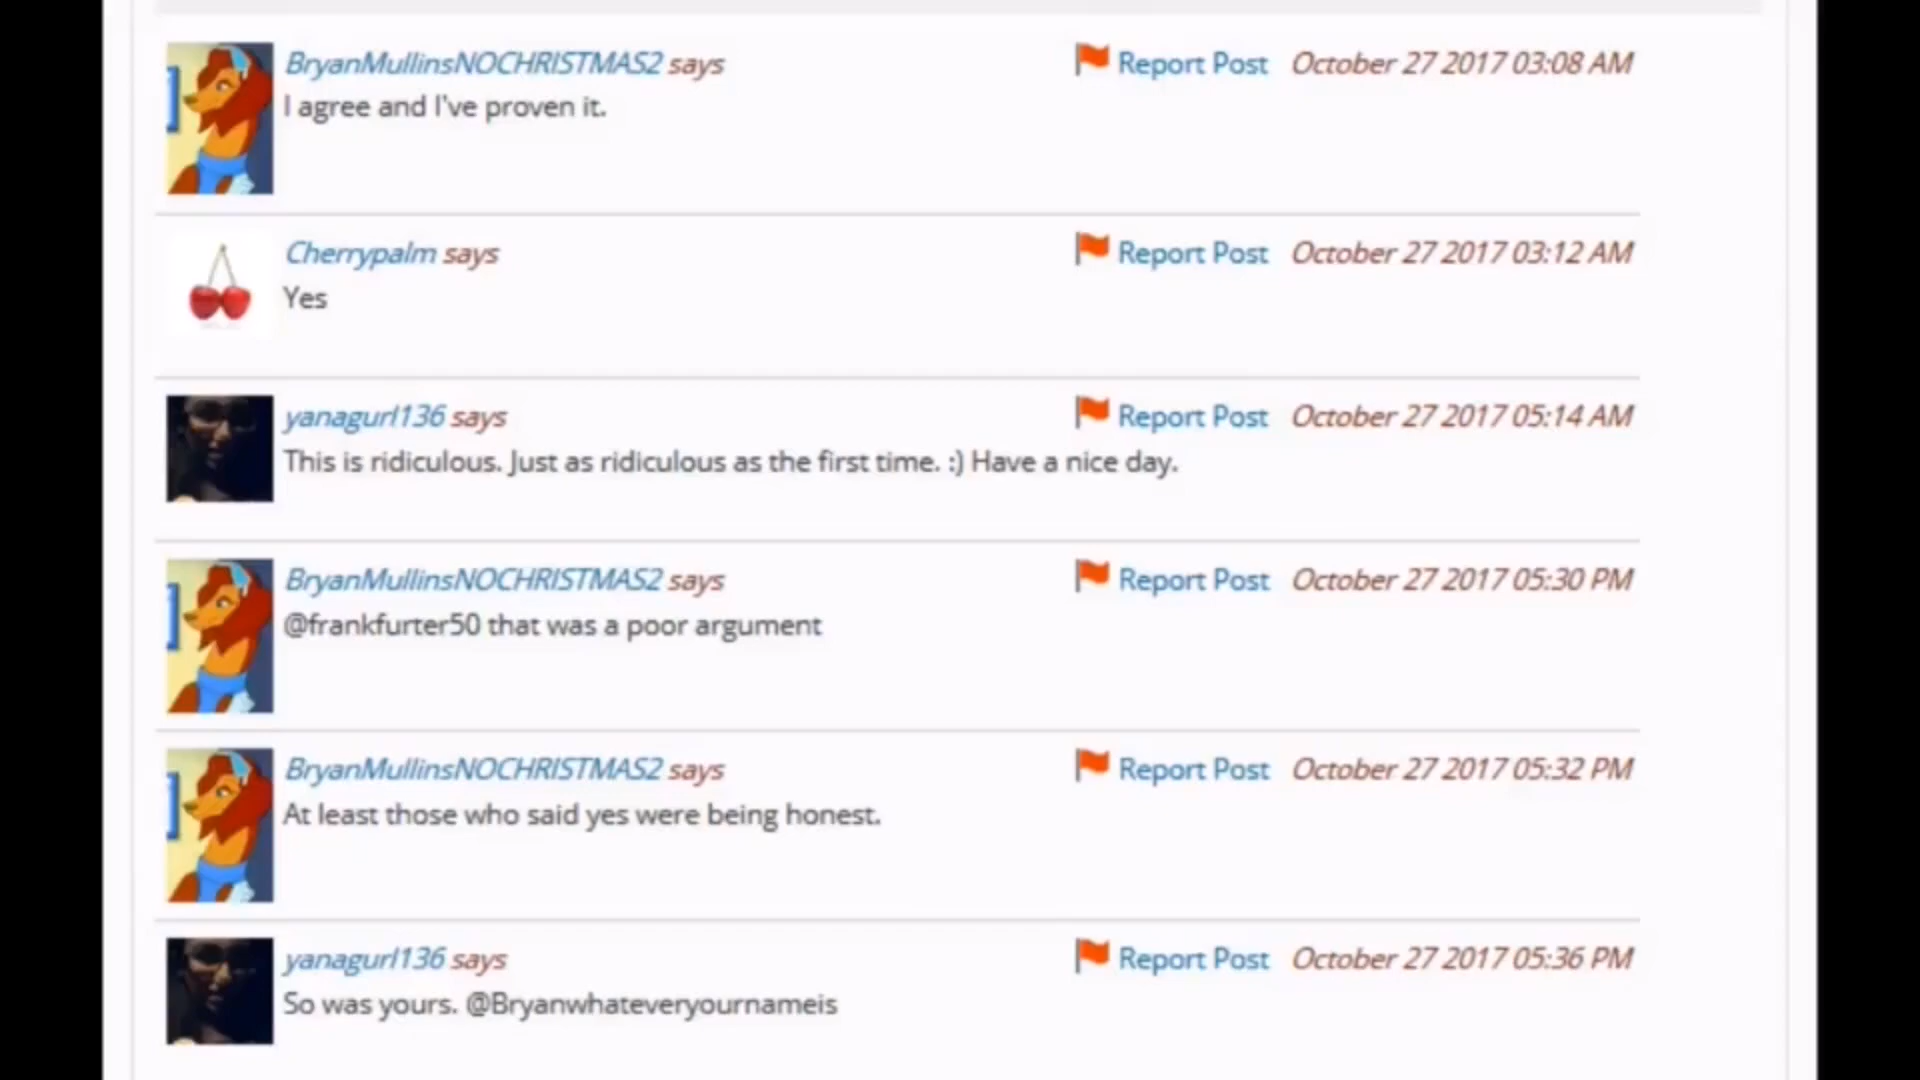 BryanMullinsNOCHRISTMAS2 says Report Post October 27 2017 03:08 AM
I agree and I've proven it.
Cherrypalm says Report Post October 27 2017 03:12 AM
Yes
yanagurl136 says Report Post October 27 2017 05:14 AM
This is ridiculous. Just as ridiculous as the first time. :) Have a nice day.
BryanMullinsNOCHRISTMAS2 says Report Post October 27 2017 05:30 PM
@frankfurter50 that was a poor argument
BryanMullinsNOCHRISTMAS2 says Report Post October 27 2017 05:32 PM
At least those who said yes were being honest.
yanagurl136 says Report Post October 27 2017 05:36 PM
So was yours. @Bryanwhateveryournameis